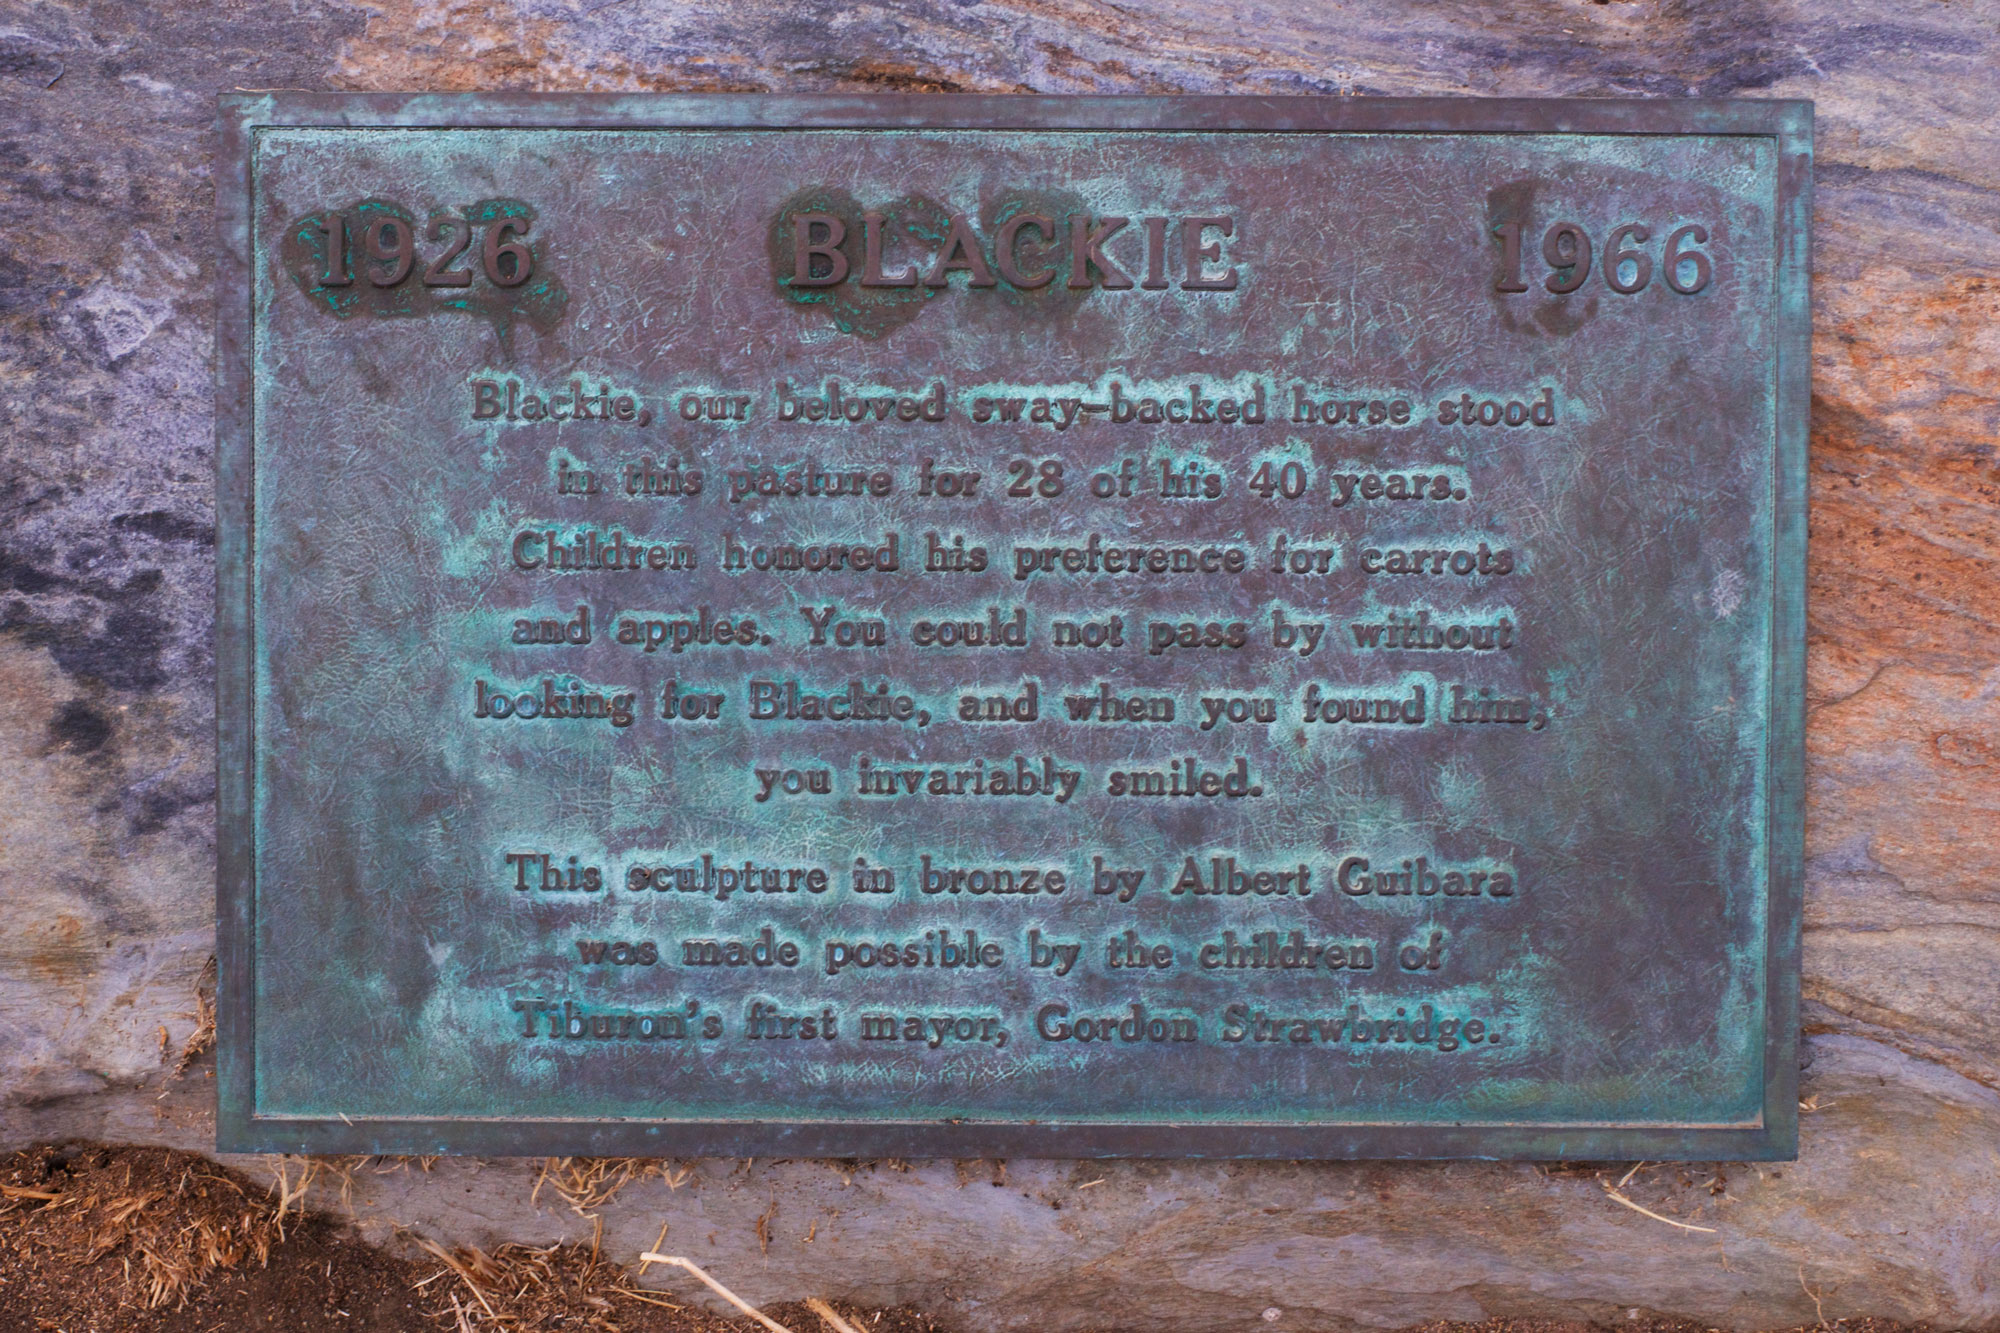 1926 BLACKIE 1966
Blackie, our beloved sway-backed horse stood
in this pasture for 28 of his 40 years.
Children honored his preference for carrots
and apples. You could not pass by without
looking for Blackie, and when you found him,
you invariably smiled.
This sculpture in bronze by Albert Guibara
was made possible by the children of
Tiburon's first mayor, Gordon Strawbridge.